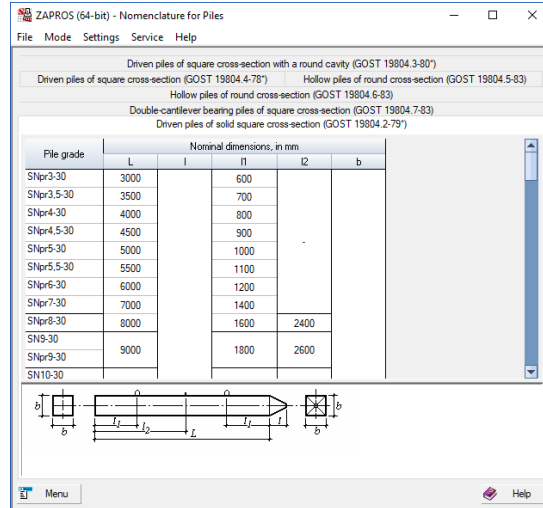 ZAPROS (64-bit) - Nomenclature for Piles
File Mode Settings Service Help
Driven piles of square cross-section with a round cavity (GOST 19804.3-80*)
Driven piles of square cross-section (GOST 19804.4-78*) Hollow piles of round cross-section (GOST 19804.5-83)
Hollow piles of round cross-section (GOST 19804.6-83)
Double-cantilever bearing piles of square cross-section (GOST 19804.7-83)
Driven piles of solid square cross-section (GOST 19804.2-79*)
Pile grade Nominal dimensions, in mm
L l l1 l2 b
SNpr3-30 3000 600
SNpr3,5-30 3500 700
SNpr4-30 4000 800
SNpr4,5-30 4500 900
-
SNpr5-30 5000 1000
SNpr5,5-30 5500 1100
SNpr6-30 6000 1200
SNpr7-30 7000 1400
SNpr8-30 8000 1600 2400
SN9-30 9000 1800 2600
SNpr9-30
SN10-30
b b l1 l2 L l1 l b b
Menu Help